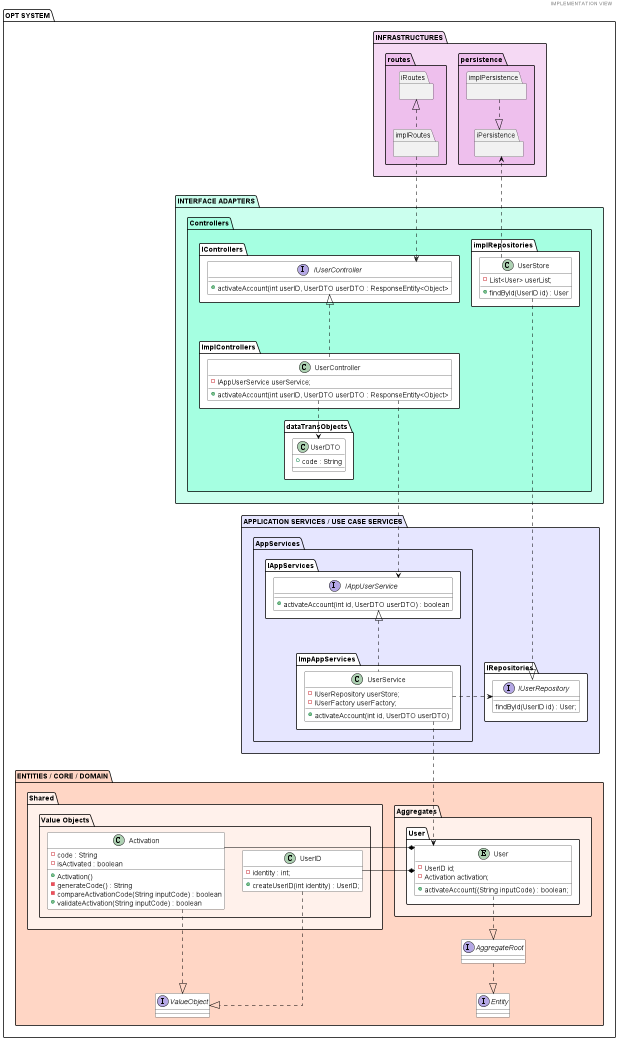 IMPLEMENTATION VIEW
OPT SYSTEM
INFRASTRUCTURES
routes
persistence
iRoutes
implPersistence
implRoutes
iPersistence
INTERFACE ADAPTERS
Controllers
IControllers
implRepositories
I IUserController
C UserStore
activateAccount(int userID, UserDTO userDTO : ResponseEntity<Object>
List<User> userList;
findById(UserID id) : User
ImplControllers
C UserController
IAppUserService userService;
activateAccount(int userID, UserDTO userDTO : ResponseEntity<Object>
dataTransObjects
C UserDTO
code : String
APPLICATION SERVICES / USE CASE SERVICES
AppServices
IAppServices
I IAppUserService
activateAccount(int id, UserDTO userDTO) : boolean
ImpAppServices
IRepositories
C UserService
I IUserRepository
IUserRepository userStore;
IUserFactory userFactory;
activateAccount(int id, UserDTO userDTO)
findById(UserID id) : User;
ENTITIES / CORE / DOMAIN
Shared
Aggregates
Value Objects
User
C Activation
code : String
isActivated : boolean
Activation()
generateCode() : String
compareActivationCode(String inputCode) : boolean
validateActivation(String inputCode) : boolean
C UserID
identity : int;
createUserID(int identity) : UserID;
User
UserID id;
Activation activation;
activateAccount((String inputCode) : boolean;
I AggregateRoot
I ValueObject
I Entity